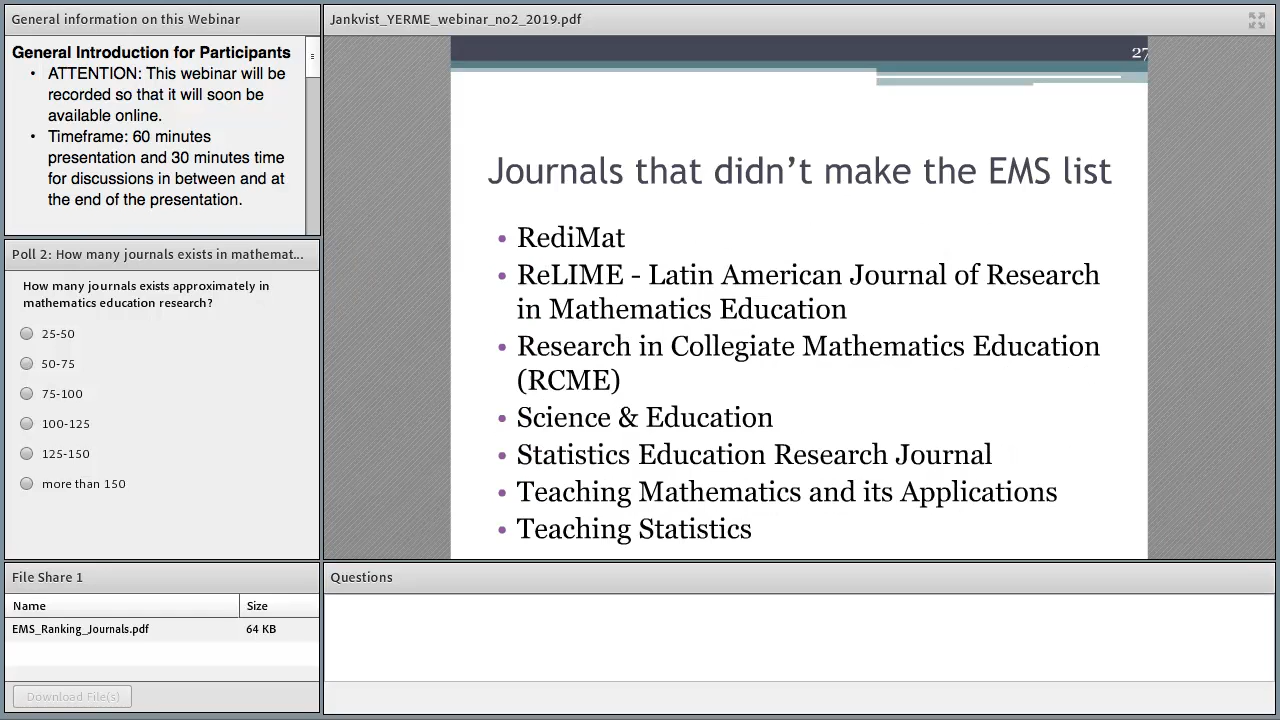 General information on this Webinar
General Introduction for Participants
• ATTENTION: This webinar will be
recorded so that it will soon be
available online.
• Timeframe: 60 minutes
presentation and 30 minutes time
for discussions in between and at
the end of the presentation.
Poll 2: How many journals exists in mathemat...
How many journals exists approximately in
mathematics education research?
25-50
50-75
75-100
100-125
125-150
more than 150
File Share 1
Name Size
EMS_Ranking_Journals.pdf 64 KB
Download File(s)
Jankvist_YERME_webinar_no2_2019.pdf
27
Journals that didn't make the EMS list
• RediMat
• ReLIME - Latin American Journal of Research
in Mathematics Education
• Research in Collegiate Mathematics Education
(RCME)
• Science & Education
• Statistics Education Research Journal
• Teaching Mathematics and its Applications
• Teaching Statistics
Questions